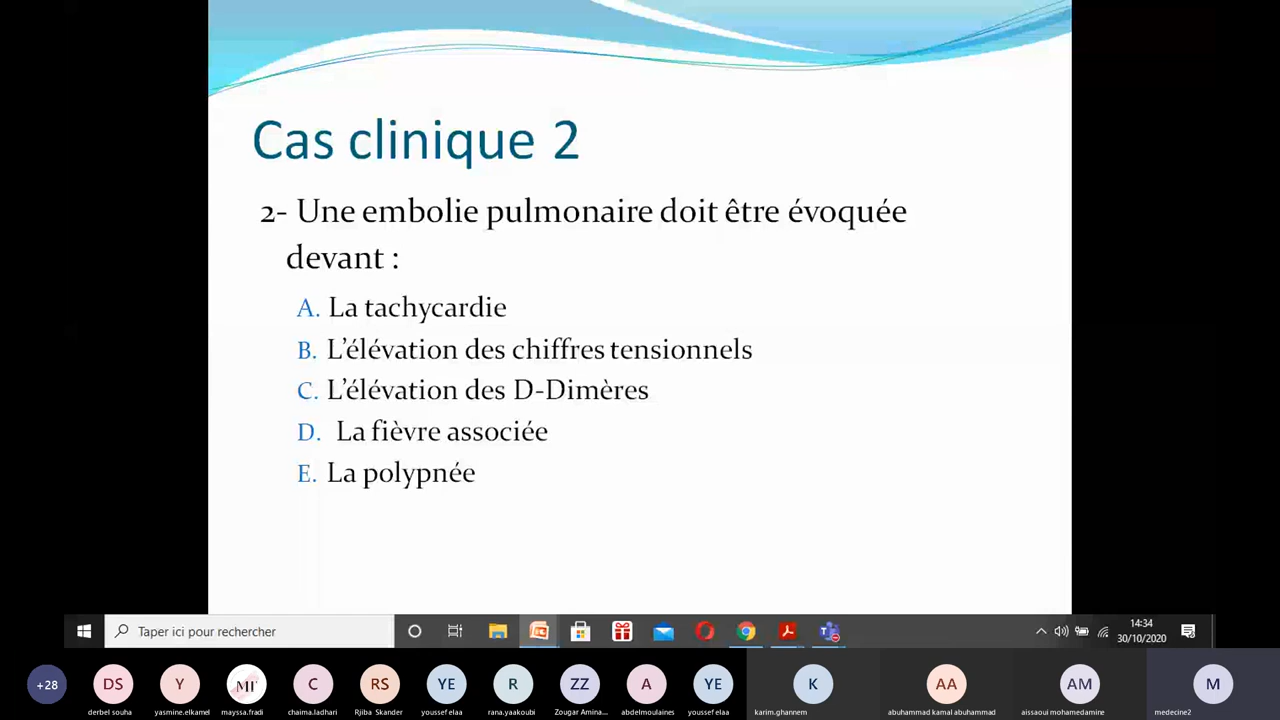 Cas clinique 2
2- Une embolie pulmonaire doit être évoquée
devant :
A. La tachycardie
B. L’élévation des chiffres tensionnels
C. L’élévation des D-Dimères
D. La fièvre associée
E. La polypnée
Taper ici pour rechercher
14:34
30/10/2020
+28 DS Y MF C RS YE R ZZ A YE K AA AM M
derbel souha yasmine.elkamel mayssa.fradi chaima.ladhari Rjiba Skander youssef elaa rana.yaakoubi Zougar Amina... abdelmoulaines youssef elaa karim.ghannem abuhammad kamal abuhammad aissaoui mohamedamine medecine2